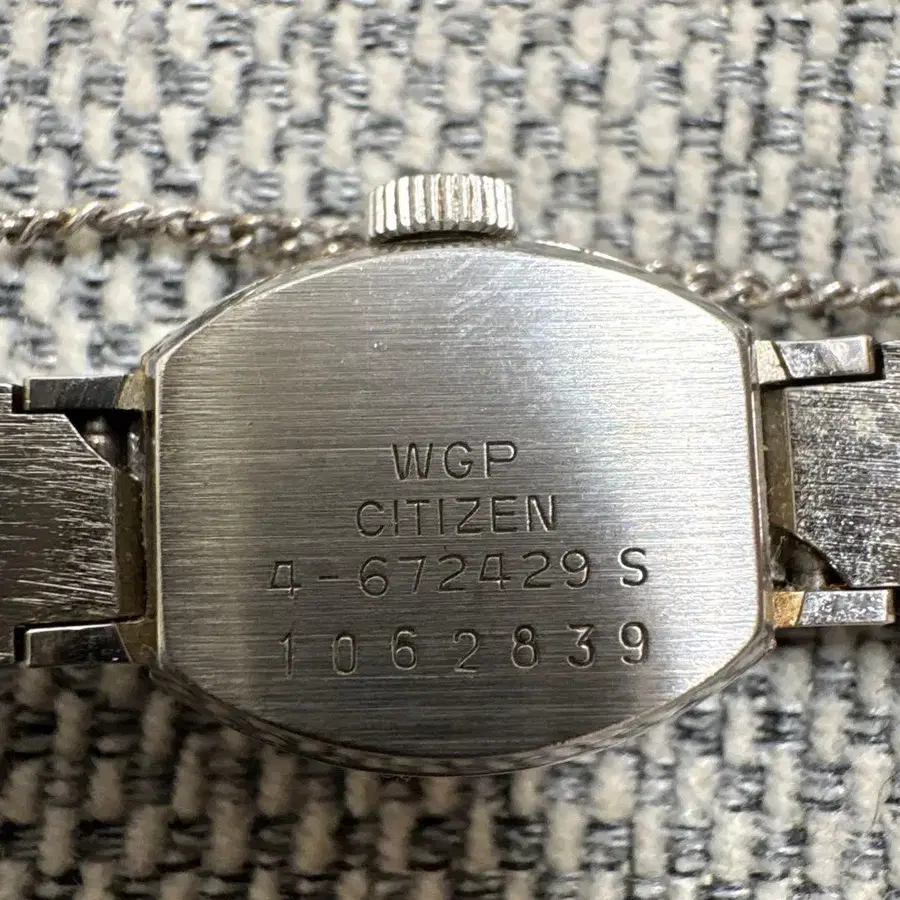 WGP
CITIZEN
4-672429 S
1062839